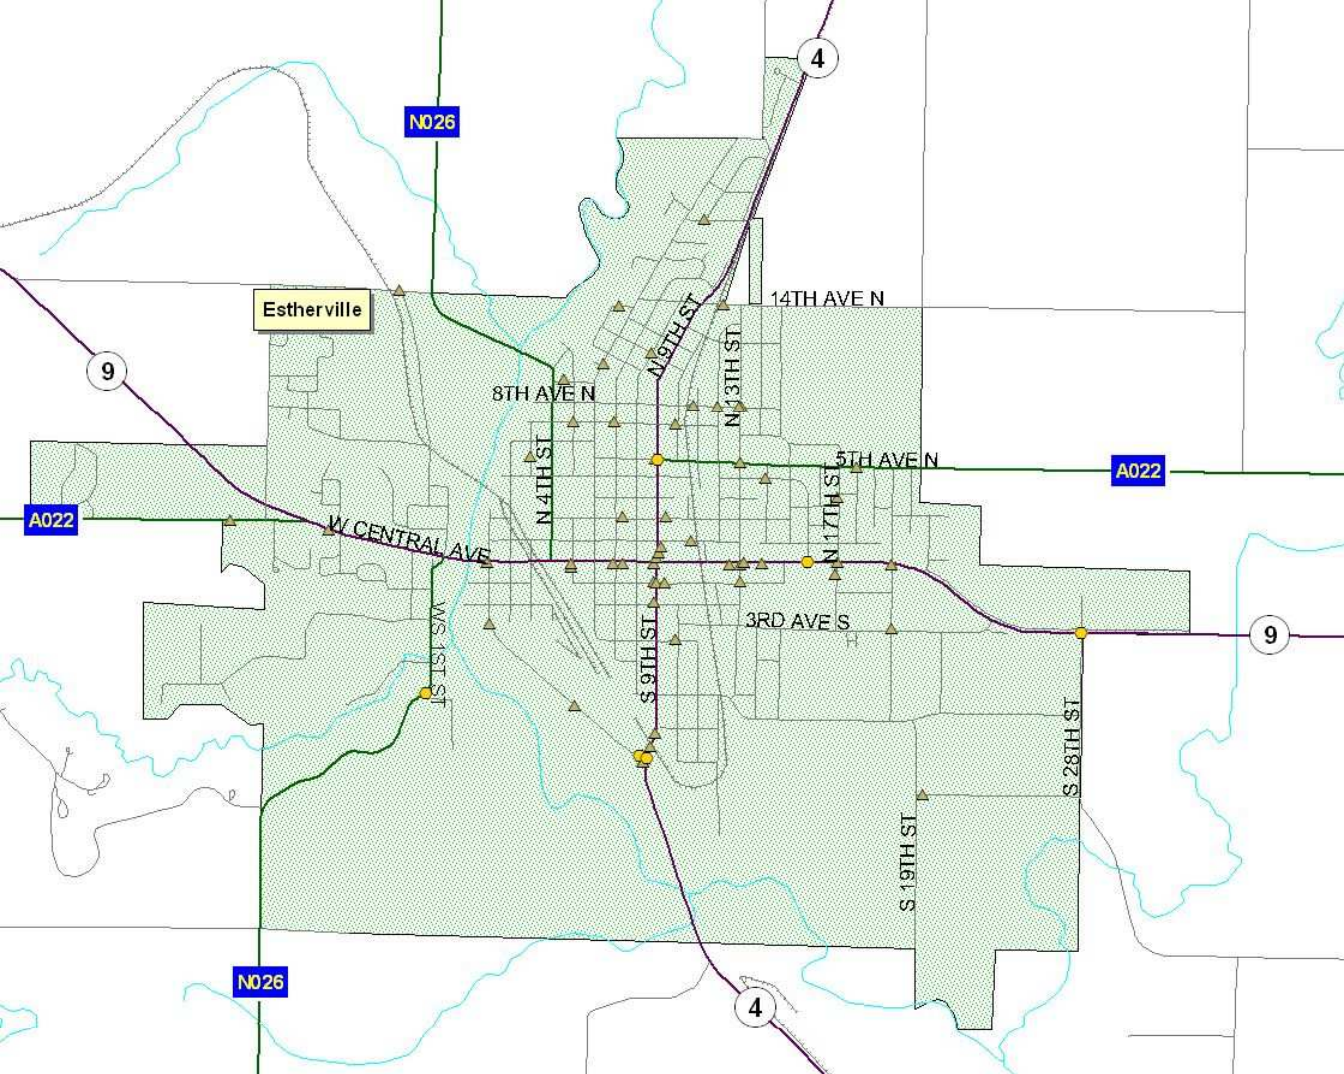 4
N026
14TH AVE N
Estherville
N 9TH ST
N 13TH ST
9
8TH AVE N
5TH AVE N
A022
N 4TH ST
N 17TH ST
A022
W CENTRAL AVE
3RD AVE S
9
W S 1ST ST
S 9TH ST
S 28TH ST
S 19TH ST
N026
4